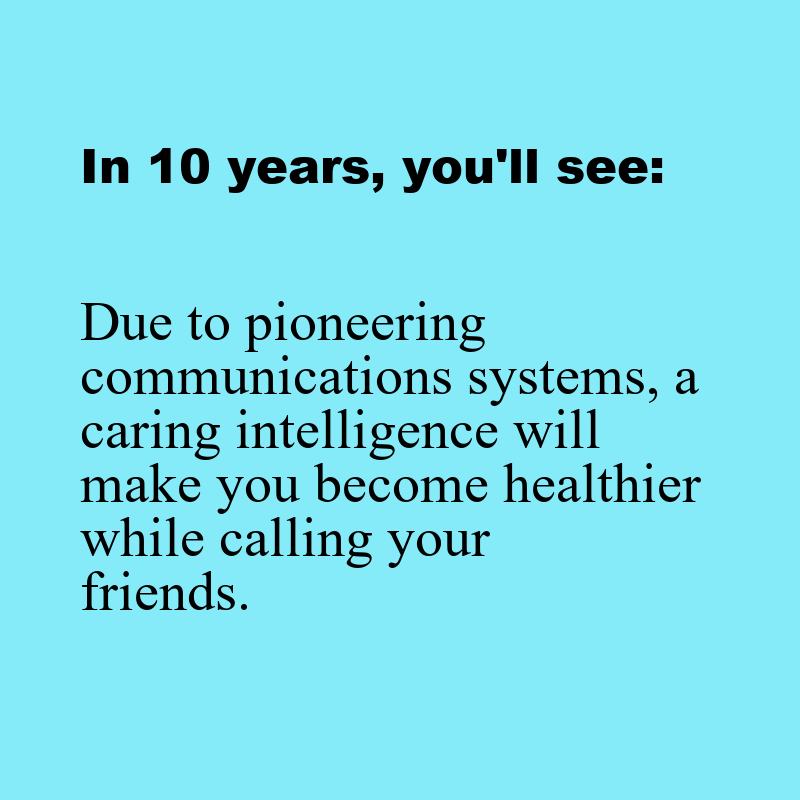 In 10 years, you'll see:
Due to pioneering
communications systems, a
caring intelligence will
make you become healthier
while calling your
friends.